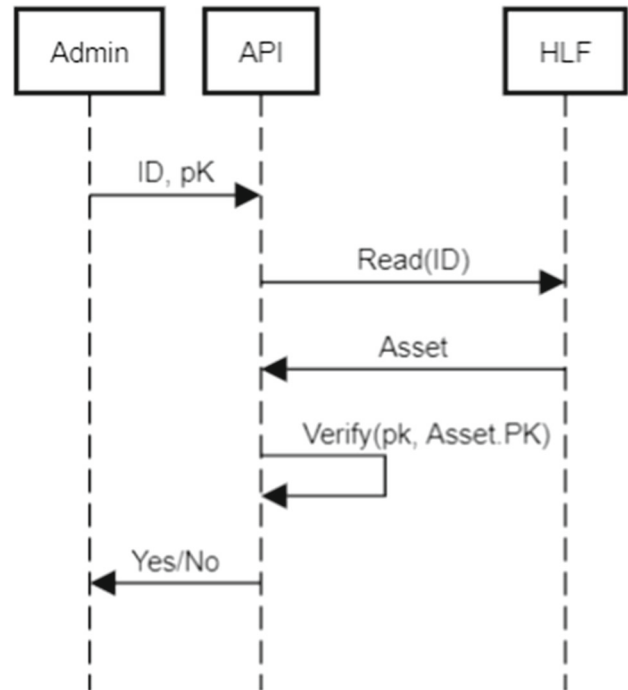 Admin
API
HLF
ID, pK
Read(ID)
Asset
Verify(pk, Asset.PK)
Yes/No